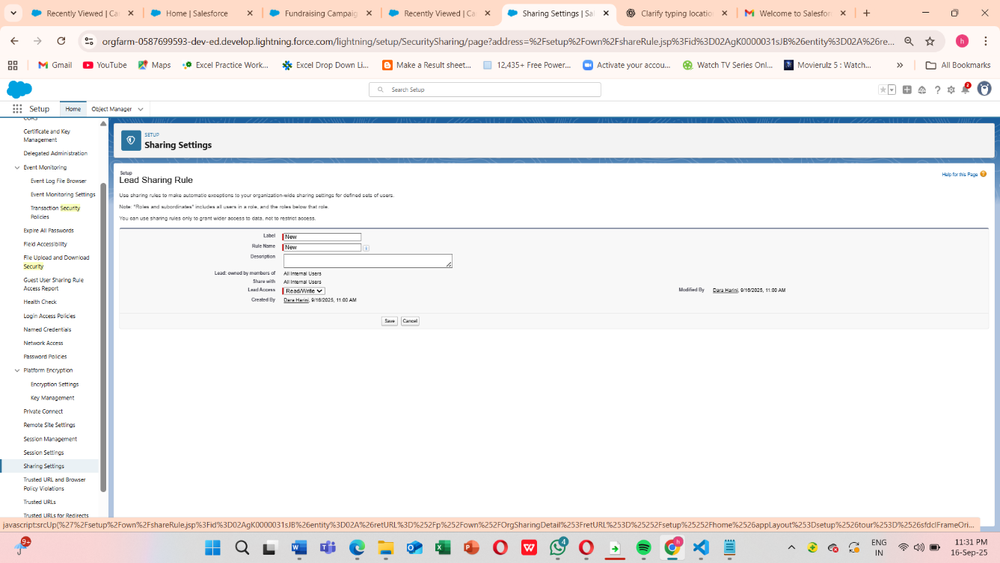 Recently Viewed | Ca
Home | Salesforce
Fundraising Campaig
Recently Viewed | Ca
Sharing Settings | Sal
Clarify typing locatio
Welcome to Salesfor
orgfarm-0587699593-dev-ed.develop.lightning.force.com/lightning/setup/SecuritySharing/page?address=%2Fsetup%2Fown%2FshareRule.jsp%3Fid%3D02AgK0000031sJB%26entity%3D02A%26re...
h
Gmail
YouTube
Maps
Excel Practice Work...
Excel Drop Down Li...
Make a Result sheet...
12,435+ Free Power...
Activate your accou...
Watch TV Series Onl...
Movierulz 5 : Watch...
All Bookmarks
Search Setup
2
Setup
Home
Object Manager
CORS
Certificate and Key
Management
Delegated Administration
Event Monitoring
Event Log File Browser
Event Monitoring Settings
Transaction Security
Policies
Expire All Passwords
Field Accessibility
File Upload and Download
Security
Guest User Sharing Rule
Access Report
Health Check
Login Access Policies
Named Credentials
Network Access
Password Policies
Platform Encryption
Encryption Settings
Key Management
Private Connect
Remote Site Settings
Session Management
Session Settings
Sharing Settings
Trusted URL and Browser
Policy Violations
Trusted URLs
Trusted URLs for Redirects
SETUP
Sharing Settings
Setup
Lead Sharing Rule
Help for this Page
Use sharing rules to make automatic exceptions to your organization-wide sharing settings for defined sets of users.
Note: "Roles and subordinates" includes all users in a role, and the roles below that role.
You can use sharing rules only to grant wider access to data, not to restrict access.
Label New
Rule Name New i
Description
Lead: owned by members of All Internal Users
Share with All Internal Users
Lead Access Read/Write
Modified By Dara Harini, 9/16/2025, 11:00 AM
Created By Dara Harini, 9/16/2025, 11:00 AM
Save Cancel
javascript:srcUp(%27%2Fsetup%2Fown%2FshareRule.jsp%3Fid%3D02AgK0000031sJB%26entity%3D02A%26retURL%3D%252Fp%252Fown%252FOrgSharingDetail%253FretURL%253D%25252Fsetup%25252Fhome%2526appLayout%253Dsetup%2526tour%253D%2526sfdcIFrameOri...
9+
4
h
ENG
IN
11:31 PM
16-Sep-25